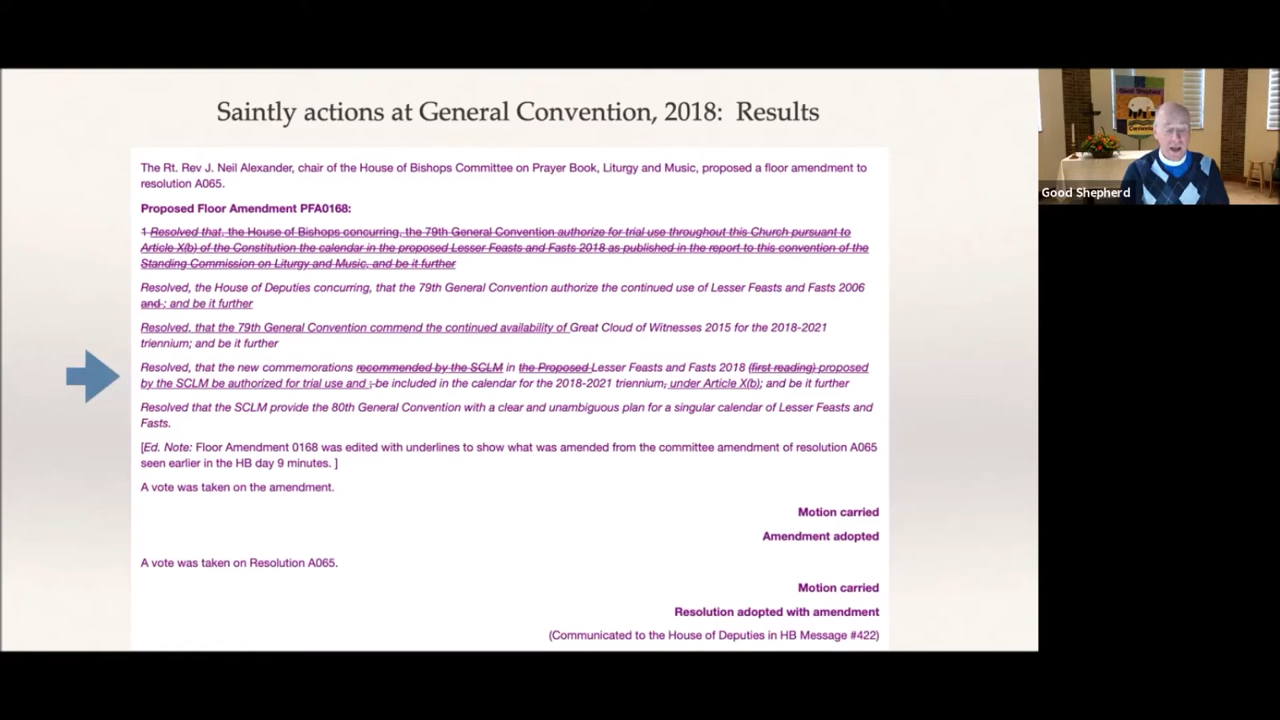 Saintly actions at General Convention, 2018: Results
The Rt. Rev J. Neil Alexander, chair of the House of Bishops Committee on Prayer Book, Liturgy and Music, proposed a floor amendment to
resolution A065.
Proposed Floor Amendment PFA0168:
1 Resolved that, the House of Bishops concurring, the 79th General Convention authorize for trial use throughout this Church pursuant to
Article X(b) of the Constitution the calendar in the proposed Lesser Feasts and Fasts 2018 as published in the report to this convention of the
Standing Commission on Liturgy and Music, and be it further
Resolved, the House of Deputies concurring, that the 79th General Convention authorize the continued use of Lesser Feasts and Fasts 2006
and ; and be it further
Resolved, that the 79th General Convention commend the continued availability of Great Cloud of Witnesses 2015 for the 2018-2021
triennium; and be it further
Resolved, that the new commemorations recommended by the SCLM in the Proposed Lesser Feasts and Fasts 2018 (first reading) proposed
by the SCLM be authorized for trial use and ; be included in the calendar for the 2018-2021 triennium, under Article X(b); and be it further
Resolved that the SCLM provide the 80th General Convention with a clear and unambiguous plan for a singular calendar of Lesser Feasts and
Fasts.
[Ed. Note: Floor Amendment 0168 was edited with underlines to show what was amended from the committee amendment of resolution A065
seen earlier in the HB day 9 minutes. ]
A vote was taken on the amendment.
Motion carried
Amendment adopted
A vote was taken on Resolution A065.
Motion carried
Resolution adopted with amendment
(Communicated to the House of Deputies in HB Message #422)
Good Shepherd
Good Shepherd